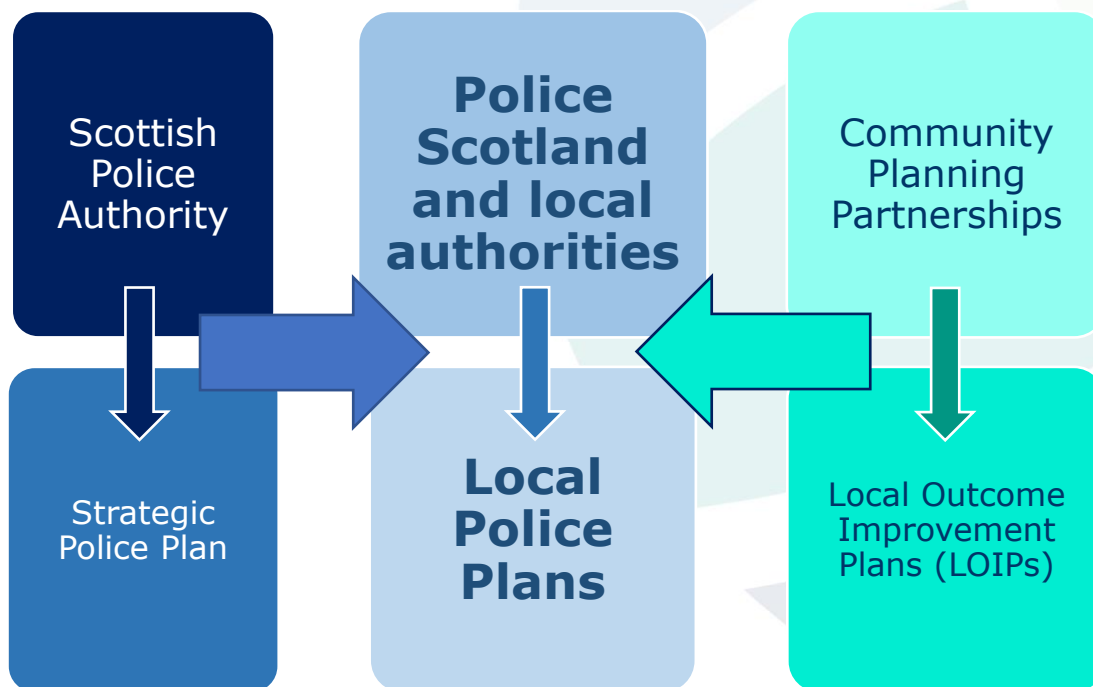 Scottish
Police
Authority
Police
Scotland
and local
authorities
Community
Planning
Partnerships
Strategic
Police Plan
Local
Police
Plans
Local Outcome
Improvement
Plans (LOIPs)